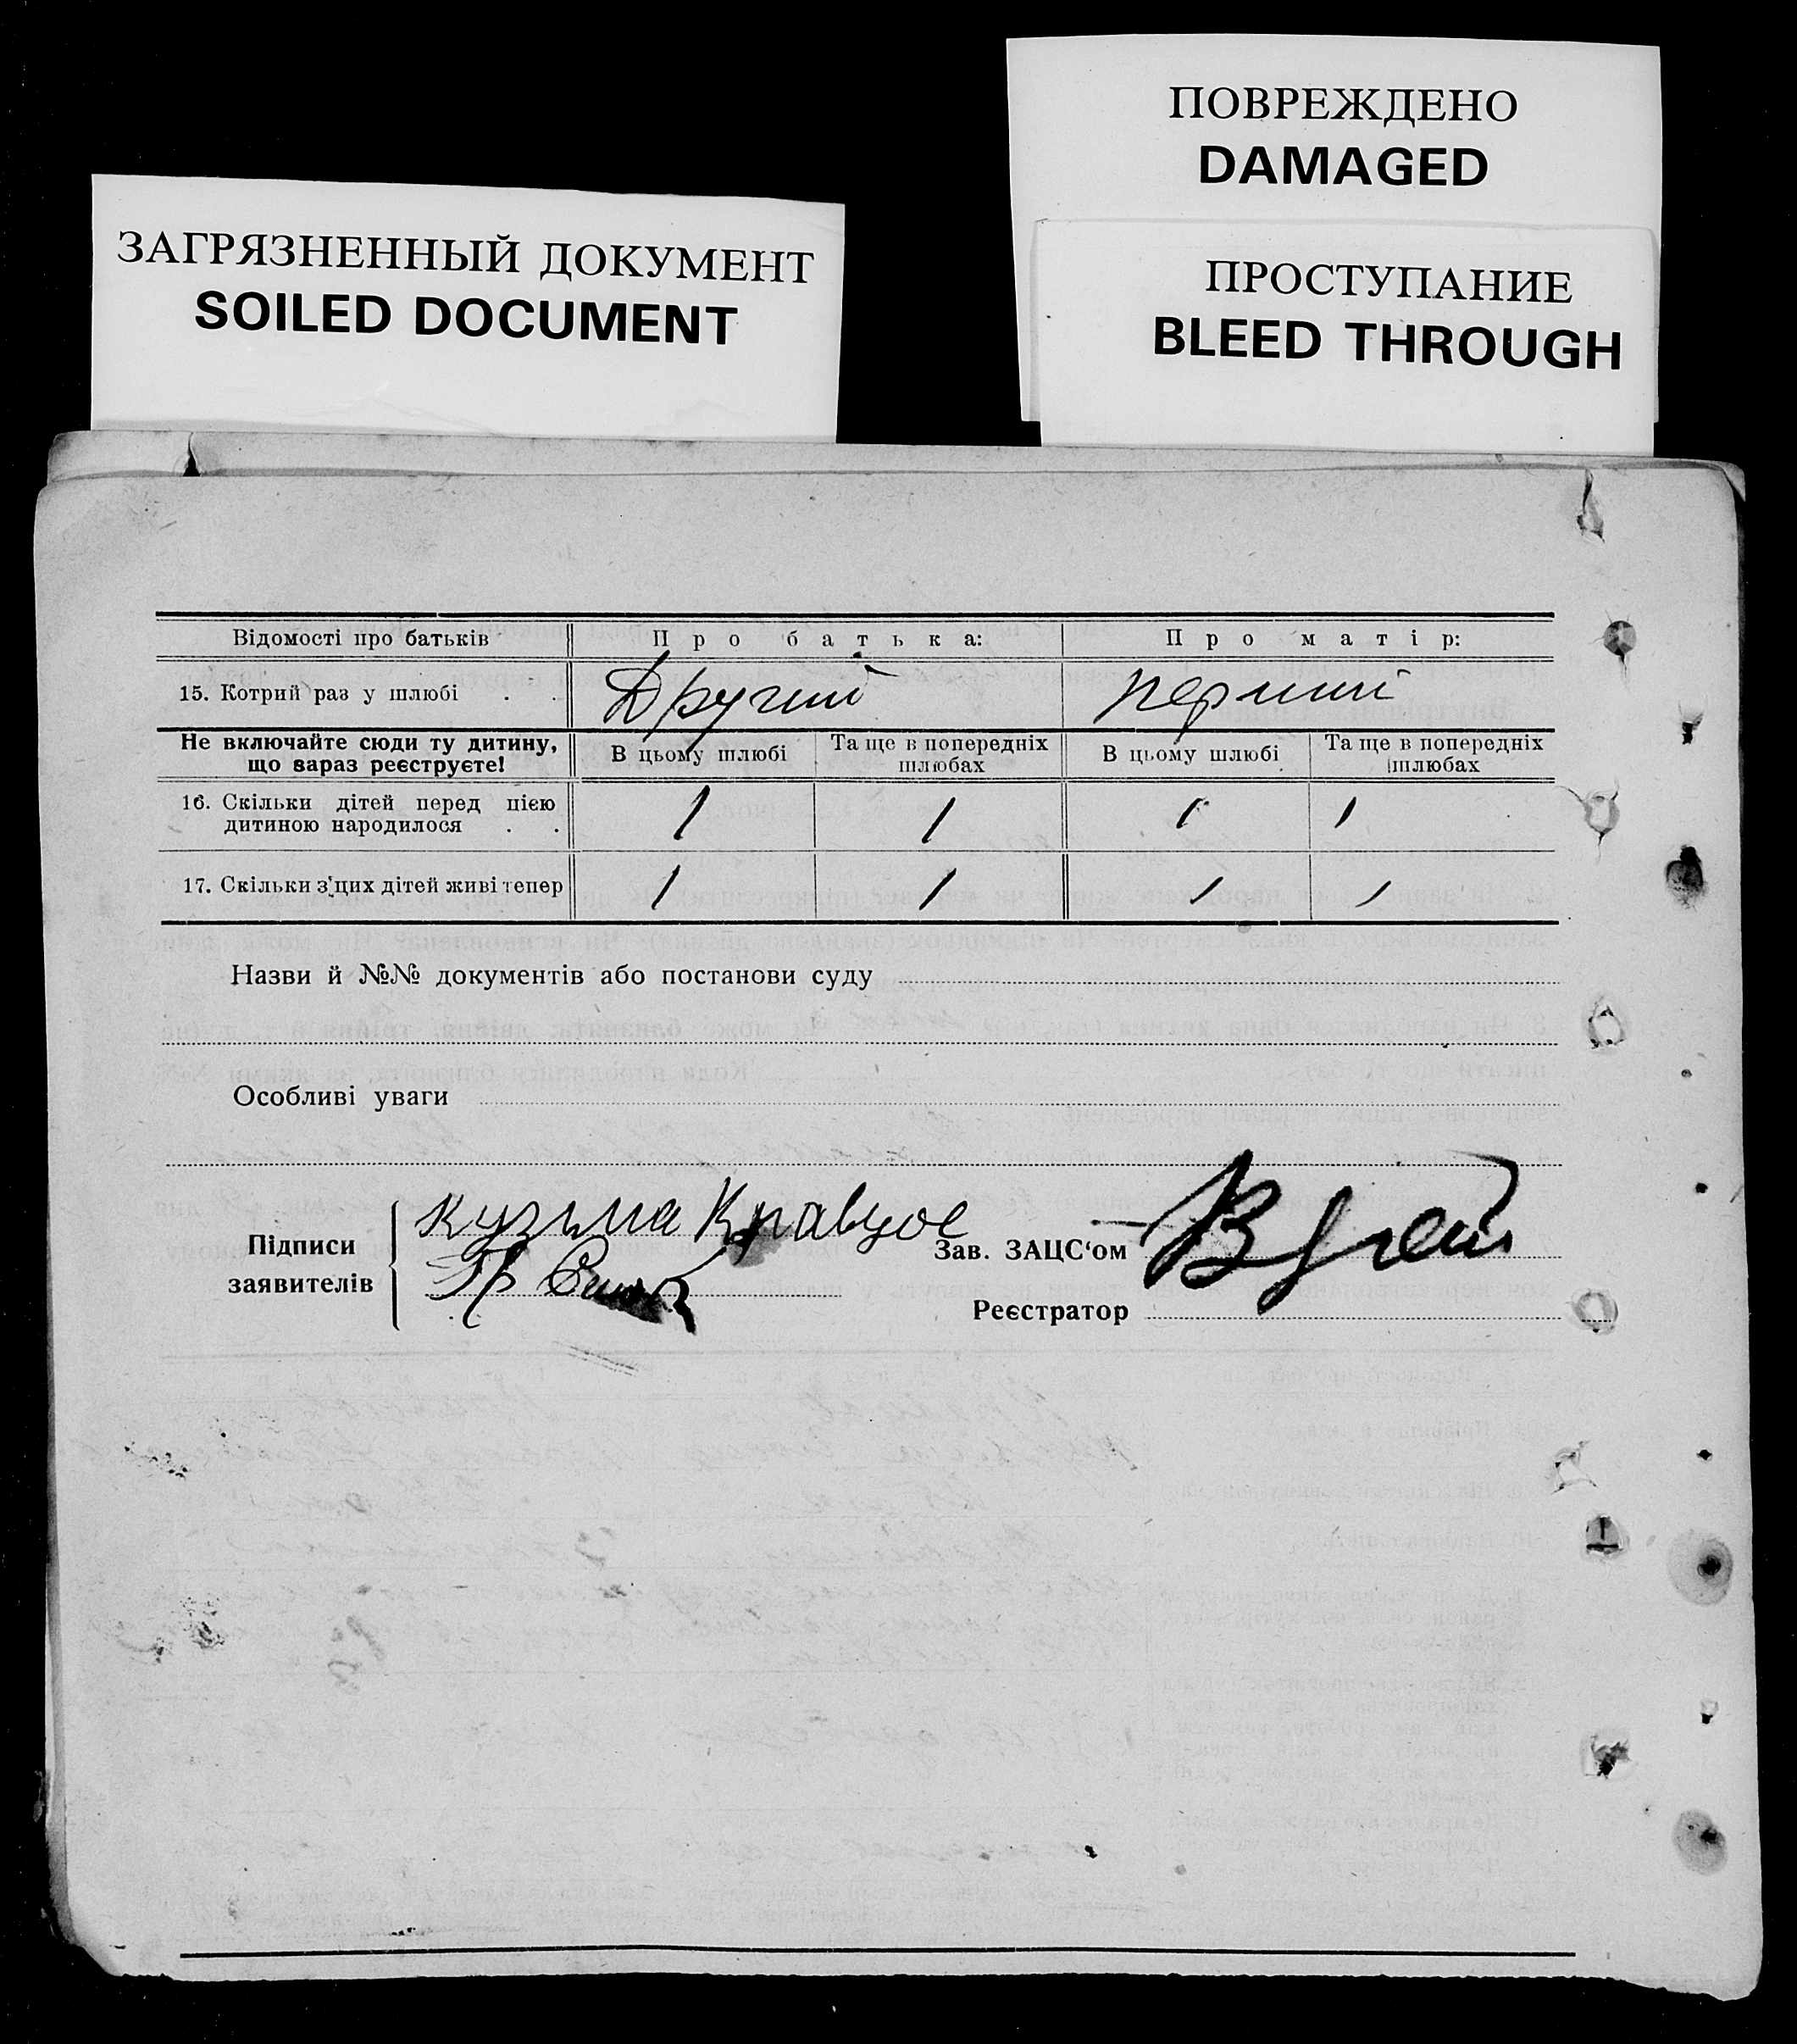 ПОВРЕЖДЕНО
DAMAGED
ЗАГРЯЗНЕННЫЙ ДОКУМЕНТ
SOILED DOCUMENT
ПРОСТУПАНИЕ
BLEED THROUGH
Відомості про батьків Про батька: Про матір:
15. Котрий раз у шлюбі . . Другий перший
Не включайте сюди ту дитину, що вараз реєструєте! В цьому шлюбі Та ще в попередніх шлюбах В цьому шлюбі Та ще в попередніх шлюбах
16. Скільки дітей перед цією дитиною народилося . . 1 1 1 1
17. Скільки з'цих дітей живі тепер 1 1 1 1
Назви й №№ документів або постанови суду
Особливі уваги
Підписи заявителів
Кузьма Кравцов
Зав. ЗАЦС'ом
Реєстратор